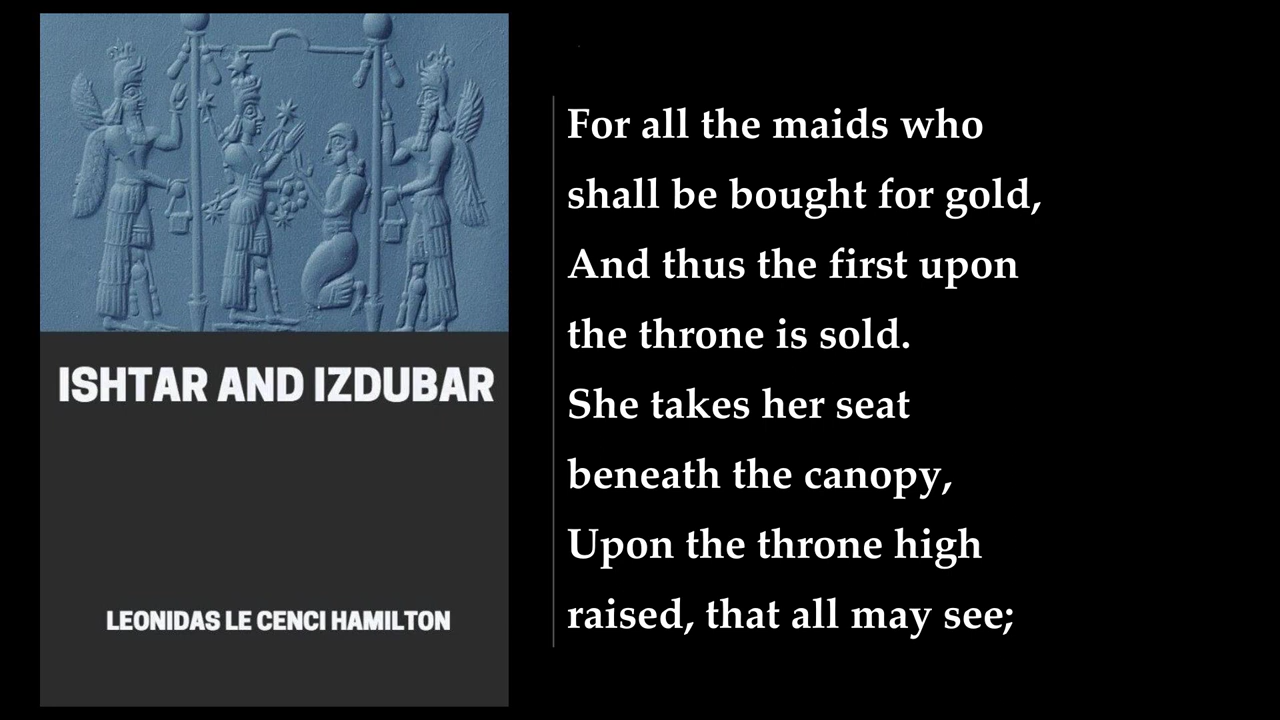 ISHTAR AND IZDUBAR
LEONIDAS LE CENCI HAMILTON
For all the maids who
shall be bought for gold,
And thus the first upon
the throne is sold.
She takes her seat
beneath the canopy,
Upon the throne high
raised, that all may see;